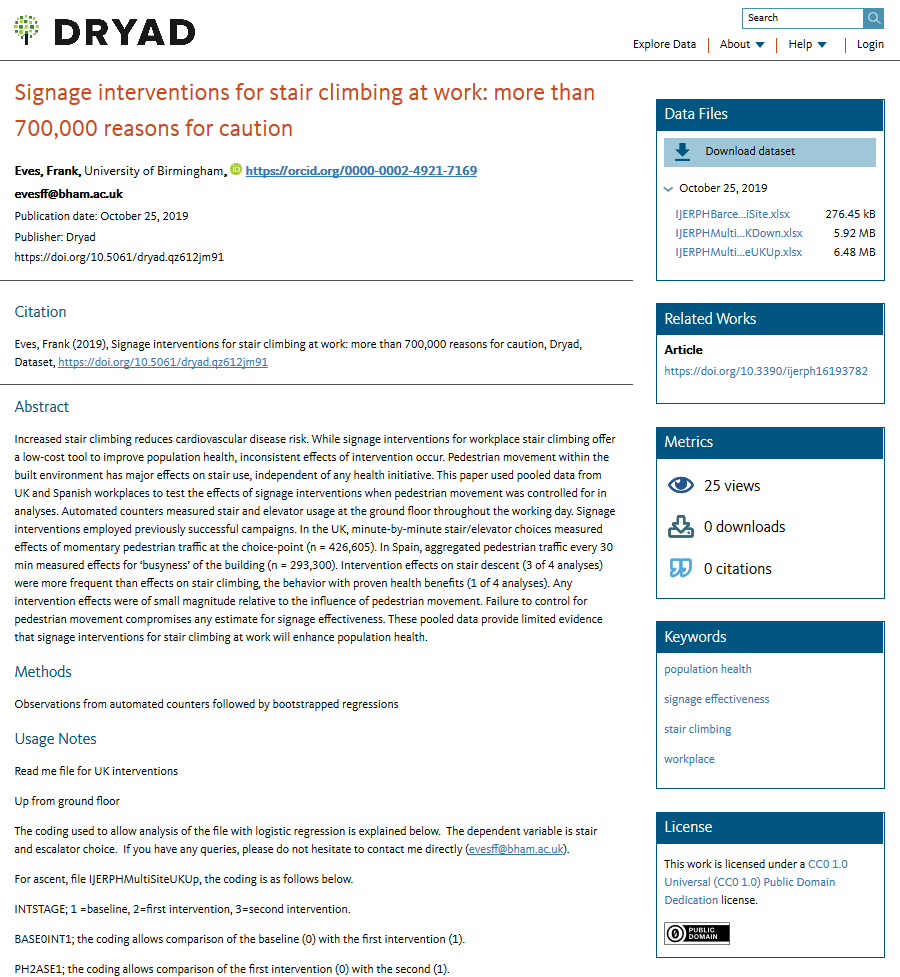 DRYAD
Search
Explore Data
About
Help
Login
Signage interventions for stair climbing at work: more than
700,000 reasons for caution
Eves, Frank, University of Birmingham, iD https://orcid.org/0000-0002-4921-7169
evesff@bham.ac.uk
Publication date: October 25, 2019
Publisher: Dryad
https://doi.org/10.5061/dryad.qz612jm91
Citation
Eves, Frank (2019), Signage interventions for stair climbing at work: more than 700,000 reasons for caution, Dryad,
Dataset, https://doi.org/10.5061/dryad.qz612jm91
Abstract
Increased stair climbing reduces cardiovascular disease risk. While signage interventions for workplace stair climbing offer
a low-cost tool to improve population health, inconsistent effects of intervention occur. Pedestrian movement within the
built environment has major effects on stair use, independent of any health initiative. This paper used pooled data from
UK and Spanish workplaces to test the effects of signage interventions when pedestrian movement was controlled for in
analyses. Automated counters measured stair and elevator usage at the ground floor throughout the working day. Signage
interventions employed previously successful campaigns. In the UK, minute-by-minute stair/elevator choices measured
effects of momentary pedestrian traffic at the choice-point (n = 426,605). In Spain, aggregated pedestrian traffic every 30
min measured effects for ‘busyness’ of the building (n = 293,300). Intervention effects on stair descent (3 of 4 analyses)
were more frequent than effects on stair climbing, the behavior with proven health benefits (1 of 4 analyses). Any
intervention effects were of small magnitude relative to the influence of pedestrian movement. Failure to control for
pedestrian movement compromises any estimate for signage effectiveness. These pooled data provide limited evidence
that signage interventions for stair climbing at work will enhance population health.
Methods
Observations from automated counters followed by bootstrapped regressions
Usage Notes
Read me file for UK interventions
Up from ground floor
The coding used to allow analysis of the file with logistic regression is explained below.  The dependent variable is stair
and escalator choice.  If you have any queries, please do not hesitate to contact me directly (evesff@bham.ac.uk).
For ascent, file IJERPHMultiSiteUKUp, the coding is as follows below.
INTSTAGE; 1 =baseline, 2=first intervention, 3=second intervention.
BASE0INT1; the coding allows comparison of the baseline (0) with the first intervention (1).
PH2ASE1; the coding allows comparison of the first intervention (0) with the second (1).
Data Files
Download dataset
October 25, 2019
IJERPHBarce...iSite.xlsx 276.45 kB
IJERPHMulti...KDown.xlsx 5.92 MB
IJERPHMulti...eUKUp.xlsx 6.48 MB
Related Works
Article
https://doi.org/10.3390/ijerph16193782
Metrics
25 views
0 downloads
0 citations
Keywords
population health
signage effectiveness
stair climbing
workplace
License
This work is licensed under a CC0 1.0
Universal (CC0 1.0) Public Domain
Dedication license.
0 PUBLIC
DOMAIN